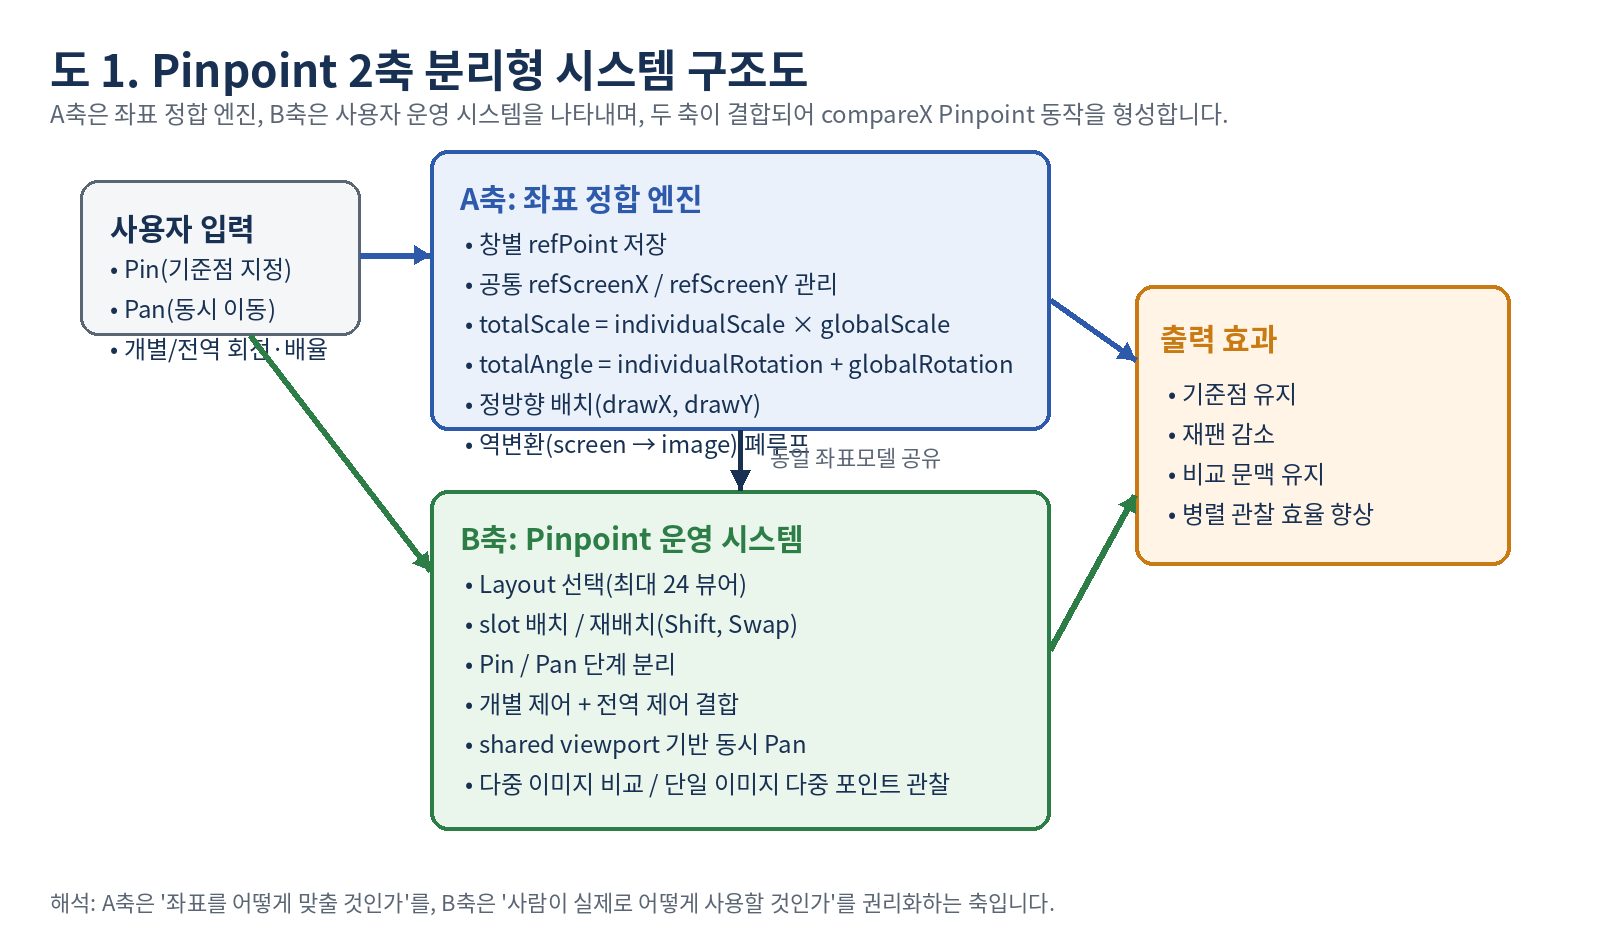 도 1. Pinpoint 2축 분리형 시스템 구조도
A축은 좌표 정합 엔진, B축은 사용자 운영 시스템을 나타내며, 두 축이 결합되어 compareX Pinpoint 동작을 형성합니다.
사용자 입력
• Pin(기준점 지정)
• Pan(동시 이동)
• 개별/전역 회전·배율
A축: 좌표 정합 엔진
• 창별 refPoint 저장
• 공통 refScreenX / refScreenY 관리
• totalScale = individualScale × globalScale
• totalAngle = individualRotation + globalRotation
• 정방향 배치(drawX, drawY)
• 역변환(screen → image) 폐루프
동일 좌표모델 공유
B축: Pinpoint 운영 시스템
• Layout 선택(최대 24 뷰어)
• slot 배치 / 재배치(Shift, Swap)
• Pin / Pan 단계 분리
• 개별 제어 + 전역 제어 결합
• shared viewport 기반 동시 Pan
• 다중 이미지 비교 / 단일 이미지 다중 포인트 관찰
출력 효과
• 기준점 유지
• 재팬 감소
• 비교 문맥 유지
• 병렬 관찰 효율 향상
해석: A축은 '좌표를 어떻게 맞출 것인가'를, B축은 '사람이 실제로 어떻게 사용할 것인가'를 권리화하는 축입니다.